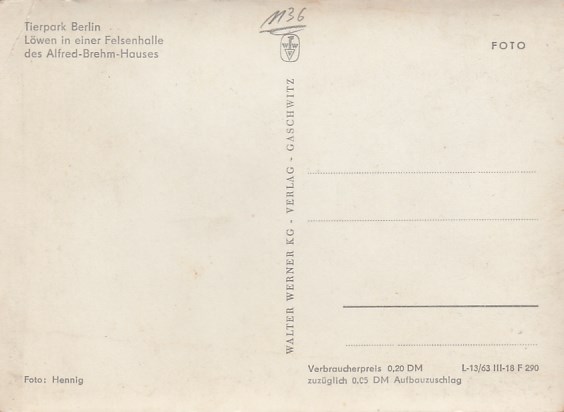 Tierpark Berlin
Löwen in einer Felsenhalle
des Alfred-Brehm-Hauses
1136
FOTO
WALTER WERNER KG - VERLAG - GASCHWITZ
Foto: Hennig
Verbraucherpreis 0,20 DM L-13/63 III-18 F 290
zuzüglich 0,05 DM Aufbauzuschlag